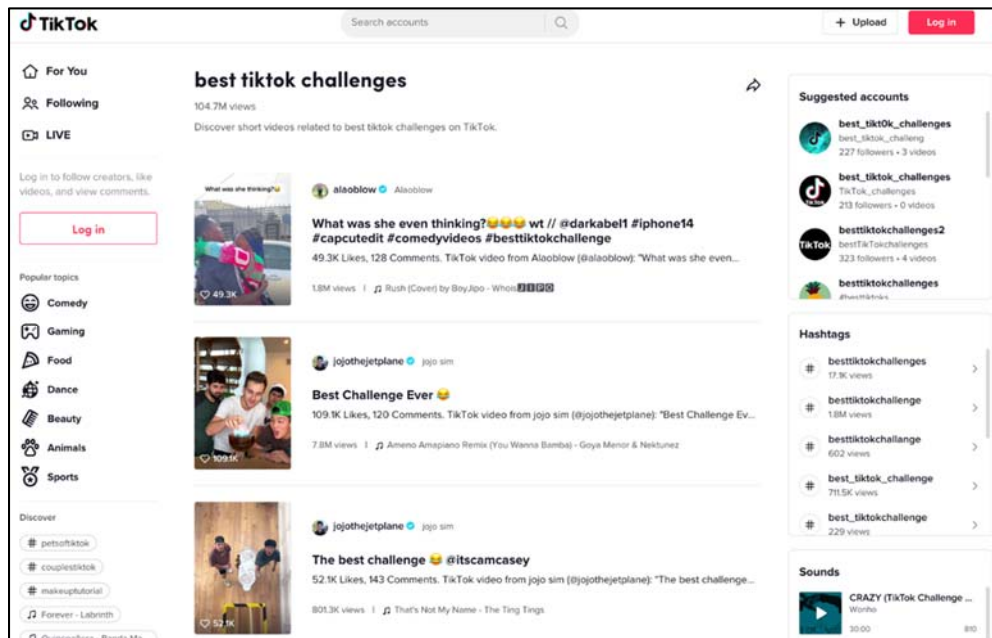 TikTok
Search accounts
+ Upload
Log in
For You
Following
LIVE
Log in to follow creators, like
videos, and view comments.
Log in
Popular topics
Comedy
Gaming
Food
Dance
Beauty
Animals
Sports
Discover
# petsoftiktok
# couplestiktok
# makeuptutorial
Forever - Labrinth
best tiktok challenges
104.7M views
Discover short videos related to best tiktok challenges on TikTok.
What was she thinking?😂
49.3K
alaoblow Alaoblow
What was she even thinking?😂😂😂 wt // @darkabel1 #iphone14
#capcutedit #comedyvideos #besttiktokchallenge
49.3K Likes, 128 Comments. TikTok video from Alaoblow (@alaoblow): "What was she even...
1.8M views | Rush (Cover) by BoyJipo - Whois🅹🅸🅿🅾
109.1K
jojothejetplane jojo sim
Best Challenge Ever 😂
109.1K Likes, 120 Comments. TikTok video from jojo sim (@jojothejetplane): "Best Challenge Ev...
7.8M views | Ameno Amapiano Remix (You Wanna Bamba) - Goya Menor & Nektunez
52.1K
jojothejetplane jojo sim
The best challenge 😂 @itscamcasey
52.1K Likes, 143 Comments. TikTok video from jojo sim (@jojothejetplane): "The best challenge...
801.3K views | That's Not My Name - The Ting Tings
Suggested accounts
best_tikt0k_challenges
best_tiktok_challeng
227 followers • 3 videos
TikTok
best_tiktok_challenges
TikTok_challenges
213 followers • 0 videos
TikTok
besttiktokchallenges2
bestTikTokchallenges
323 followers • 4 videos
besttiktokchallenges
#besttiktoks
Hashtags
# besttiktokchallenges
17.1K views
# besttiktokchallenge
1.8M views
# besttiktokchallange
602 views
# best_tiktok_challenge
711.5K views
# best_tiktokchallenge
229 views
Sounds
CRAZY (TikTok Challenge ...
Wonho
30:00 810